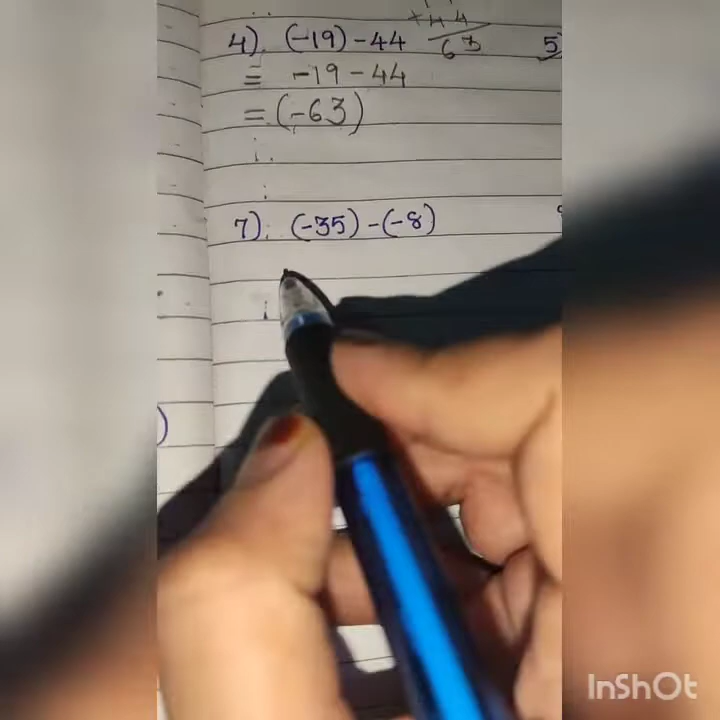 +44
4). (-19) -44 63 5)
= -19-44
= (-63)
7). (-35) -(-8)
)
InShOt